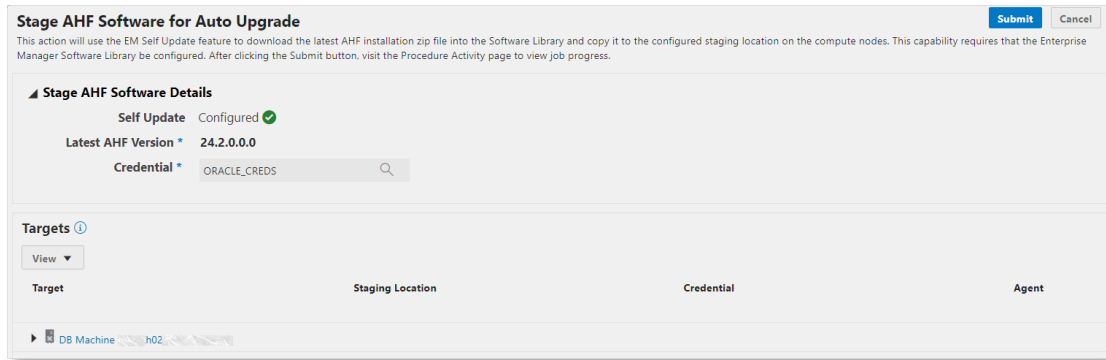 Stage AHF Software for Auto Upgrade
Submit
Cancel
This action will use the EM Self Update feature to download the latest AHF installation zip file into the Software Library and copy it to the configured staging location on the compute nodes. This capability requires that the Enterprise
Manager Software Library be configured. After clicking the Submit button, visit the Procedure Activity page to view job progress.
Stage AHF Software Details
Self Update Configured
Latest AHF Version * 24.2.0.0.0
Credential * ORACLE_CREDS
Targets
View
Target Staging Location Credential Agent
DB Machine h02